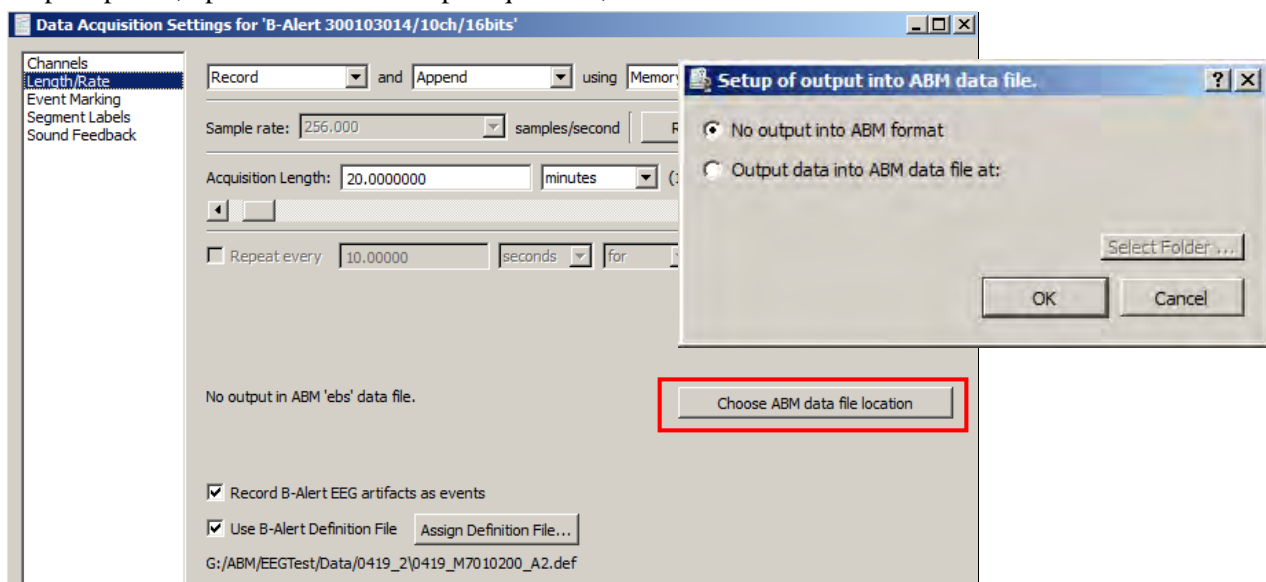 Data Acquisition Settings for 'B-Alert 300103014/10ch/16bits'
Channels
Length/Rate
Event Marking
Segment Labels
Sound Feedback
Record and Append using
Sample rate: 256.000 samples/second
Acquisition Length: 20.0000000 minutes
Repeat every 10.00000 seconds for
No output in ABM 'ebs' data file.
Choose ABM data file location
Record B-Alert EEG artifacts as events
Use B-Alert Definition File Assign Definition File...
G:/ABM/EEGTest/Data/0419_2\0419_M7010200_A2.def
Setup of output into ABM data file.
No output into ABM format
Output data into ABM data file at:
Select Folder ...
OK Cancel